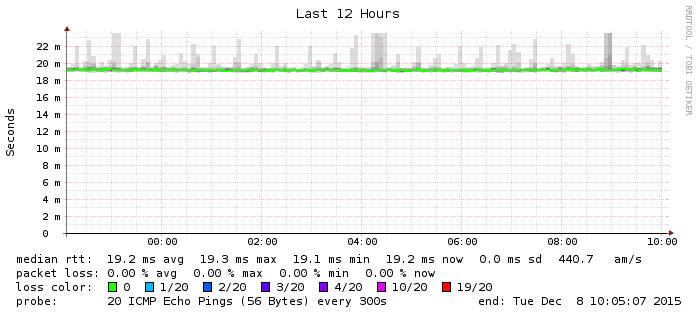 Last 12 Hours
RRDTOOL / TOBI OETIKER
Seconds
22 m
20 m
18 m
16 m
14 m
12 m
10 m
8 m
6 m
4 m
2 m
0
00:00 02:00 04:00 06:00 08:00 10:00
median rtt: 19.2 ms avg 19.3 ms max 19.1 ms min 19.2 ms now 0.0 ms sd 440.7 am/s
packet loss: 0.00 % avg 0.00 % max 0.00 % min 0.00 % now
loss color: 0 1/20 2/20 3/20 4/20 10/20 19/20
probe: 20 ICMP Echo Pings (56 Bytes) every 300s end: Tue Dec 8 10:05:07 2015